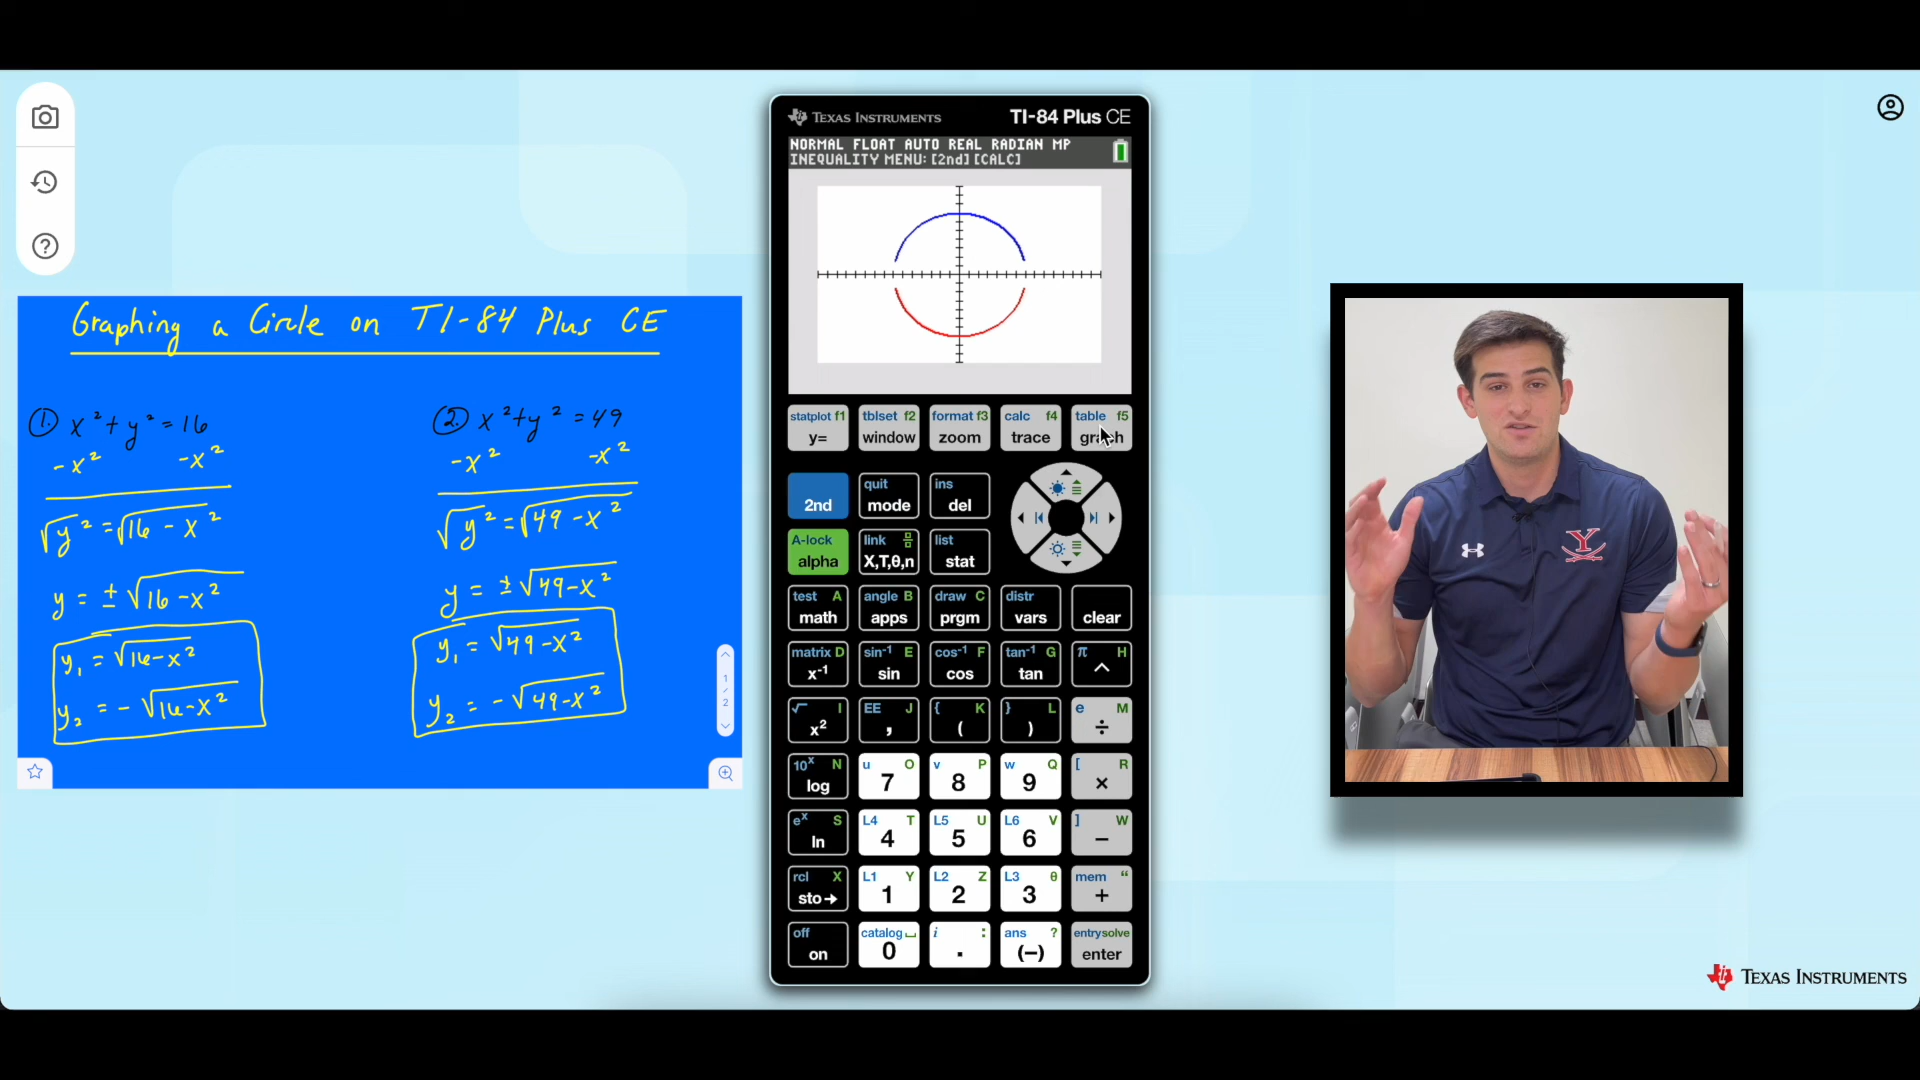 Graphing a Circle on TI-84 Plus CE
① x² + y² = 16
-x² -x²
√y² = √16 - x²
y = ± √16 - x²
y₁ = √16-x²
y₂ = - √16-x²
② x² + y² = 49
-x² -x²
√y² = √49 - x²
y = ± √49-x²
y₁ = √49-x²
y₂ = - √49-x²
1
/
2
TEXAS INSTRUMENTS TI-84 Plus CE
NORMAL FLOAT AUTO REAL RADIAN MP
INEQUALITY MENU: [2nd] [CALC]
statplot f1 tblset f2 format f3 calc f4 table f5
y= window zoom trace
quit ins
2nd mode del
A-lock link list
alpha X,T,θ,n stat
test A angle B draw C distr
math apps prgm vars clear
matrix D sin⁻¹ E cos⁻¹ F tan⁻¹ G π H
x⁻¹ sin cos tan ^
√ I EE J { K } L e M
x² , ( ) ÷
10ˣ N u O v P w Q [ R
log 7 8 9 ×
eˣ S L4 T L5 U L6 V ] W
ln 4 5 6 −
rcl X L1 Y L2 Z L3 θ mem “
sto→ 1 2 3 +
off catalog i : ans ? entry solve
on 0 . (−) enter
Y
TEXAS INSTRUMENTS